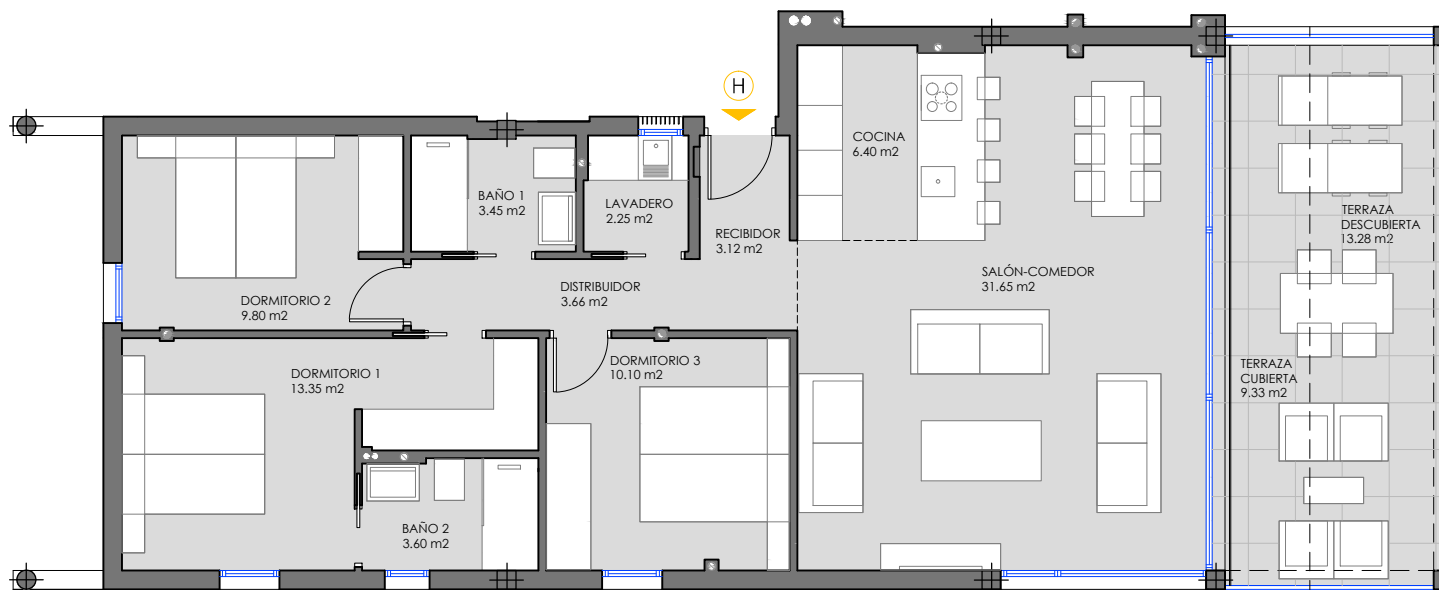 H
COCINA
6.40 m2
BAÑO 1
3.45 m2
LAVADERO
2.25 m2
RECIBIDOR
3.12 m2
TERRAZA
DESCUBIERTA
13.28 m2
DORMITORIO 2
9.80 m2
DISTRIBUIDOR
3.66 m2
SALÓN-COMEDOR
31.65 m2
DORMITORIO 1
13.35 m2
DORMITORIO 3
10.10 m2
TERRAZA
CUBIERTA
9.33 m2
BAÑO 2
3.60 m2